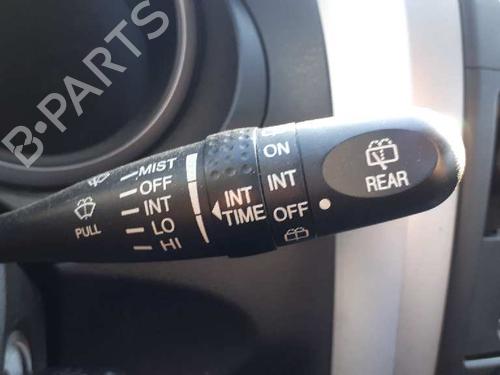 B-PARTS
MIST
OFF
INT
LO
HI
PULL
INT
TIME
ON
INT
OFF
REAR